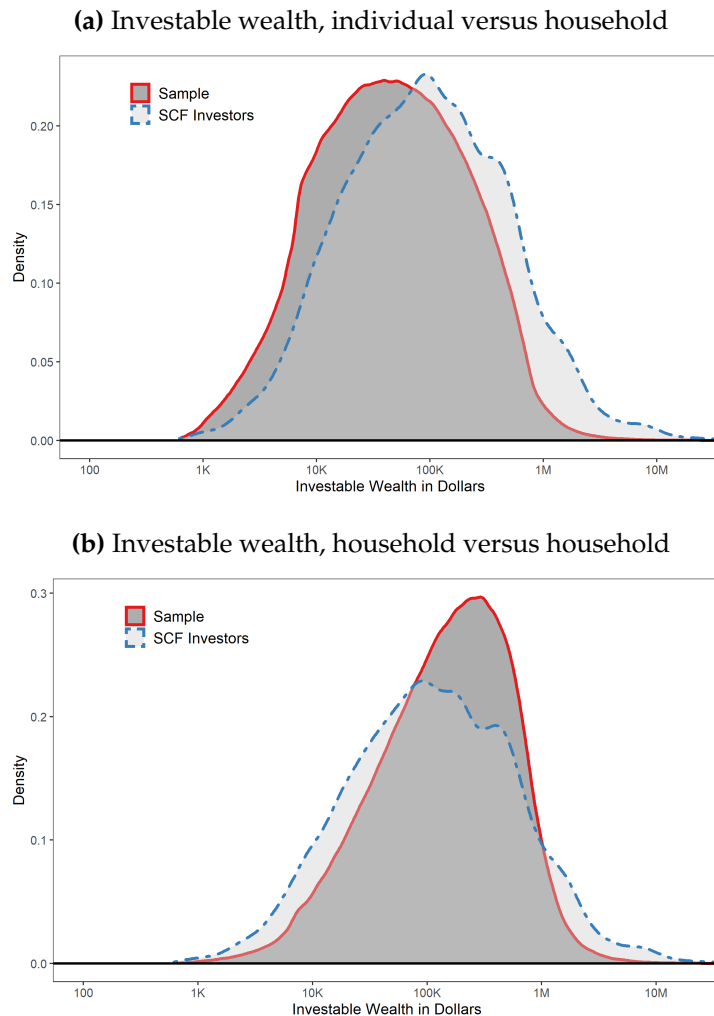 (a) Investable wealth, individual versus household
Sample
SCF Investors
0.20
0.15
0.10
0.05
0.00
Density
100
1K
10K
100K
1M
10M
Investable Wealth in Dollars
(b) Investable wealth, household versus household
Sample
SCF Investors
0.3
0.2
0.1
0.0
Density
100
1K
10K
100K
1M
10M
Investable Wealth in Dollars